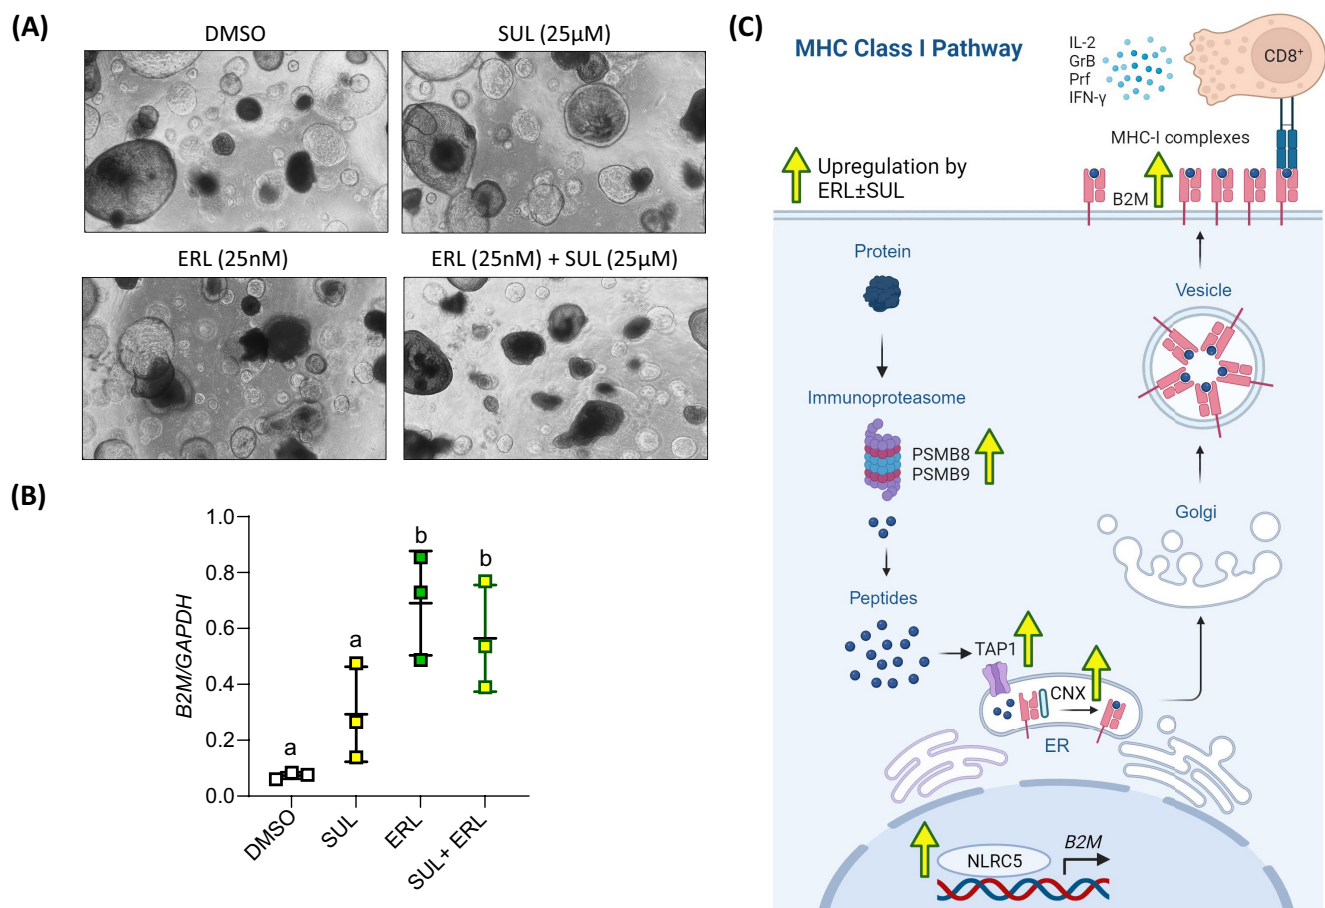 (A)
DMSO
SUL (25µM)
ERL (25nM)
ERL (25nM) + SUL (25µM)
(B)
B2M/GAPDH
1.0
0.8
0.6
0.4
0.2
0.0
a
a
b
b
DMSO
SUL
ERL
SUL + ERL
(C)
MHC Class I Pathway
IL-2
GrB
Prf
IFN-γ
CD8+
MHC-I complexes
Upregulation by
ERL±SUL
B2M
Protein
Vesicle
Immunoproteasome
PSMB8
PSMB9
Golgi
Peptides
TAP1
CNX
ER
NLRC5
B2M